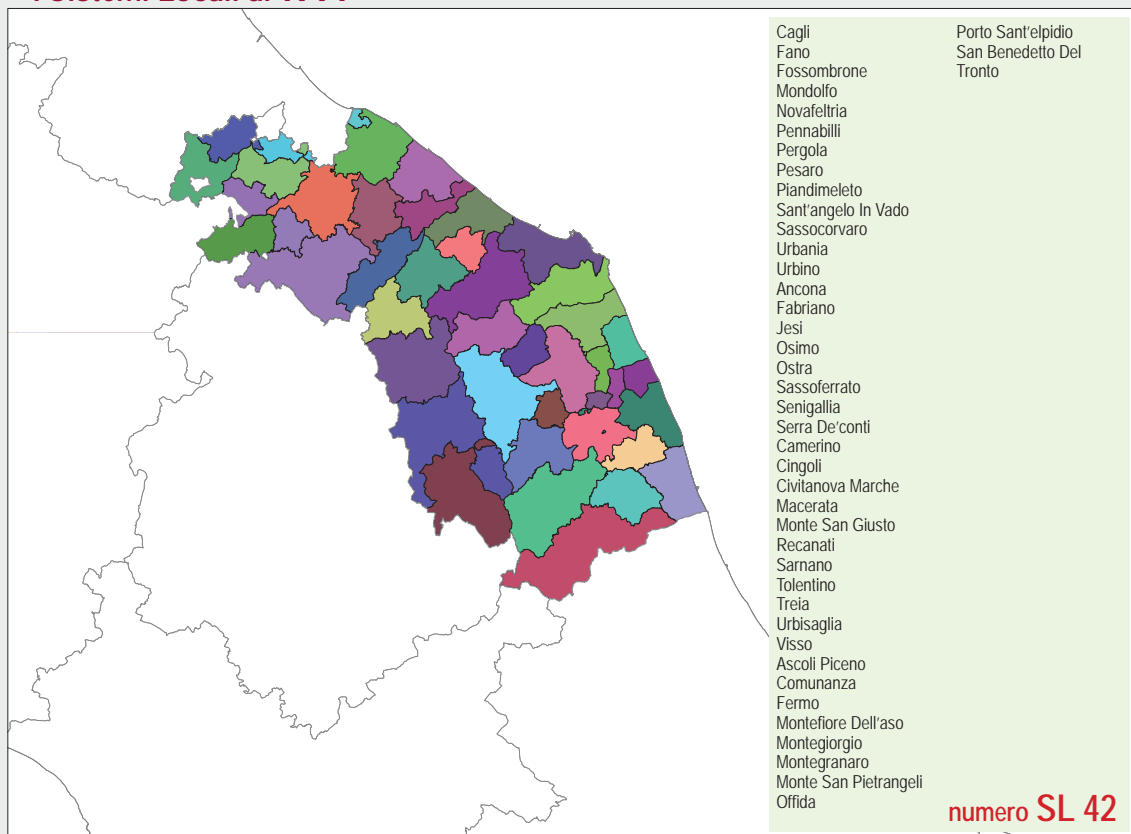 Cagli
Fano
Fossombrone
Mondolfo
Novafeltria
Pennabilli
Pergola
Pesaro
Piandimeleto
Sant'angelo In Vado
Sassocorvaro
Urbania
Urbino
Ancona
Fabriano
Jesi
Osimo
Ostra
Sassoferrato
Senigallia
Serra De'conti
Camerino
Cingoli
Civitanova Marche
Macerata
Monte San Giusto
Recanati
Sarnano
Tolentino
Treia
Urbisaglia
Visso
Ascoli Piceno
Comunanza
Fermo
Montefiore Dell'aso
Montegiorgio
Montegranaro
Monte San Pietrangeli
Offida
Porto Sant'elpidio
San Benedetto Del
Tronto
numero SL 42